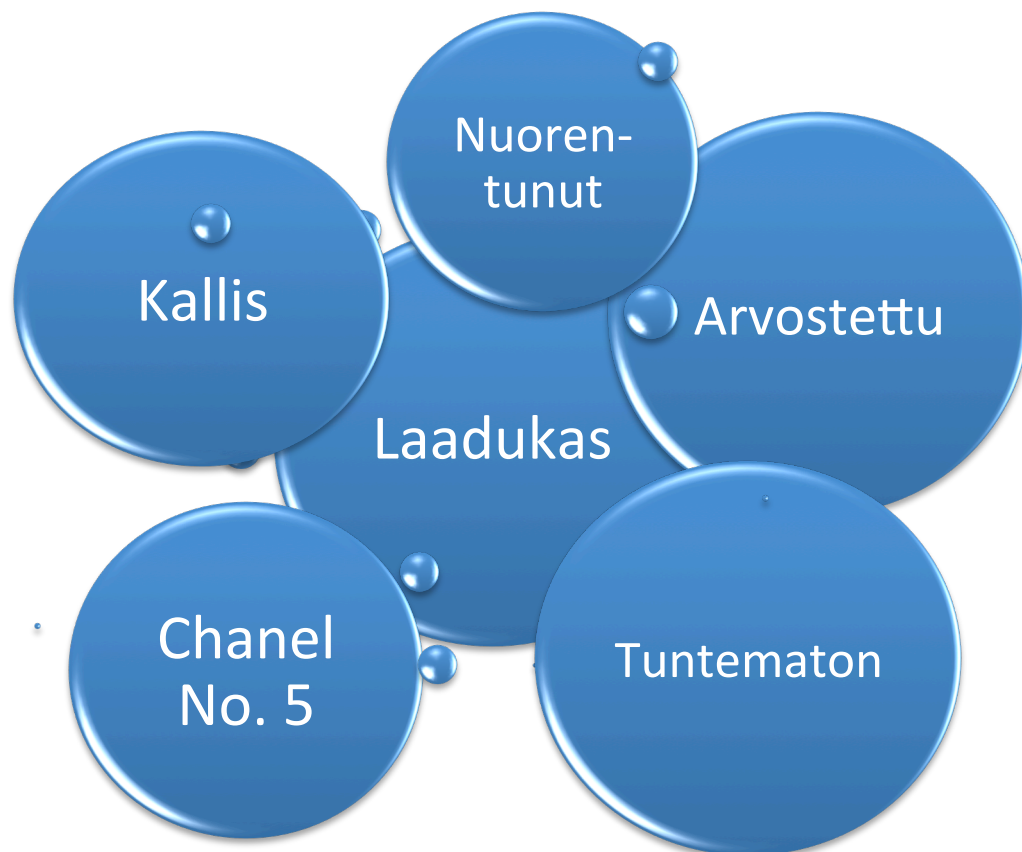 Nuoren-
tunut
Kallis
Arvostettu
Laadukas
Chanel
No. 5
Tuntematon